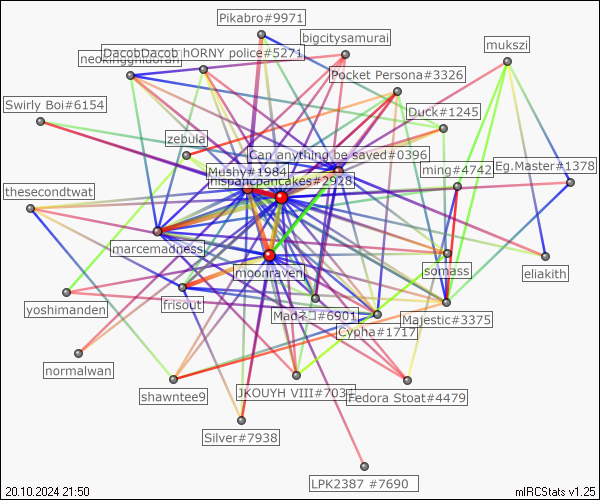 Pikabro#9971
bigcitysamurai
mukszi
DacobDacob
hORNY police#5271
Pocket Persona#3326
Swirly Boi#6154
Duck#1245
zebula
Can anything be saved#0396
Mushy#1984
ming#4742
Eg.Master#1378
hispanicpancakes#2928
thesecondtwat
marcemadness
moonraven
somass
eliakith
yoshimanden
frisout
Madネコ#6901
Majestic#3375
Cypha#1717
normalwan
shawntee9
JKOUYH VIII#7031
Fedora Stoat#4479
Silver#7938
LPK2387 #7690
20.10.2024 21:50
mIRCStats v1.25